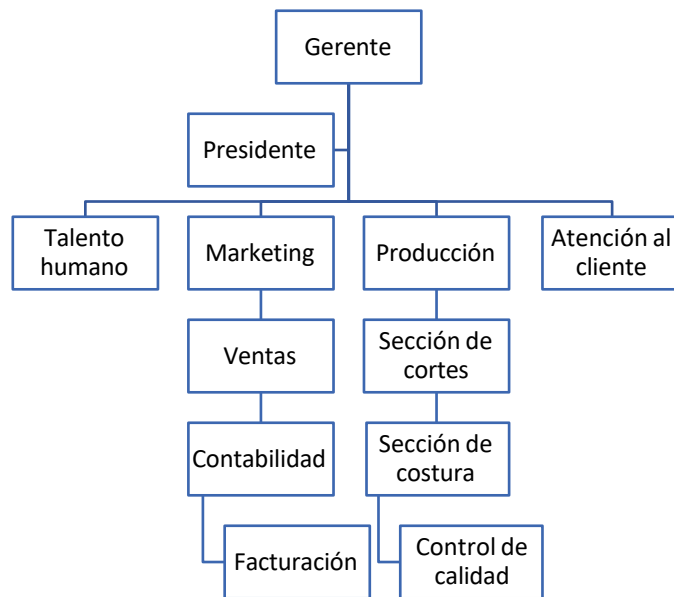 Gerente
Presidente
Talento
humano
Marketing
Producción
Atención al
cliente
Ventas
Sección de
cortes
Contabilidad
Sección de
costura
Facturación
Control de
calidad